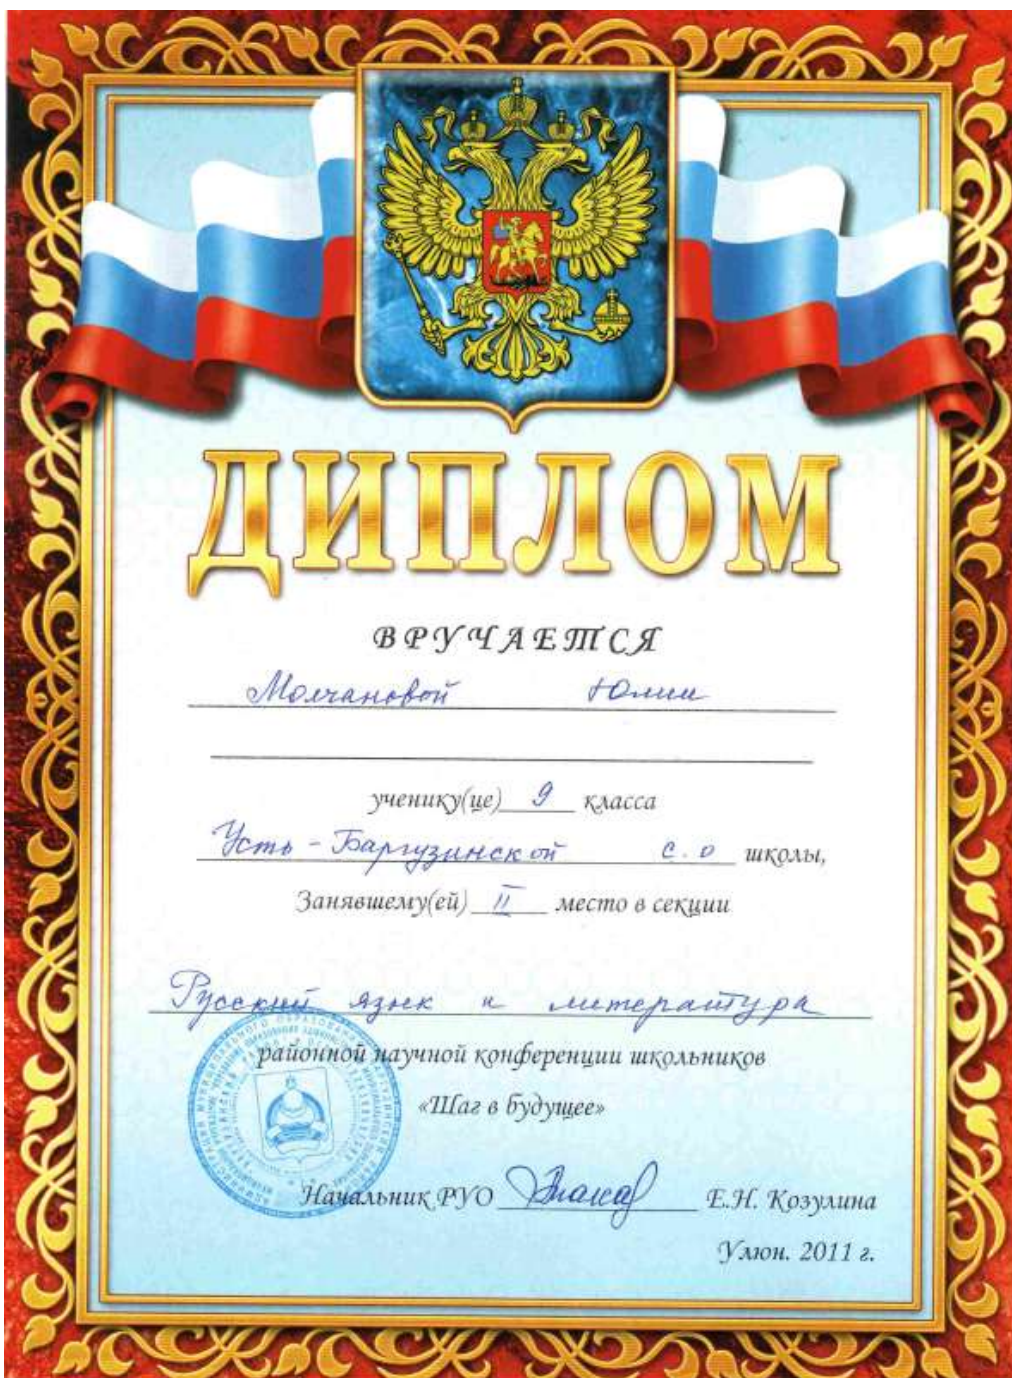 ДИПЛОМ
ВРУЧАЕТСЯ
Молчановой Юлии
ученику(це) 9 класса
Усть-Баргузинской с.о школы,
Занявшему(ей) II место в секции
Русский язык и литература
районной научной конференции школьников
«Шаг в будущее»
Начальник РУО Е.Н. Козулина
Улюн. 2011 г.